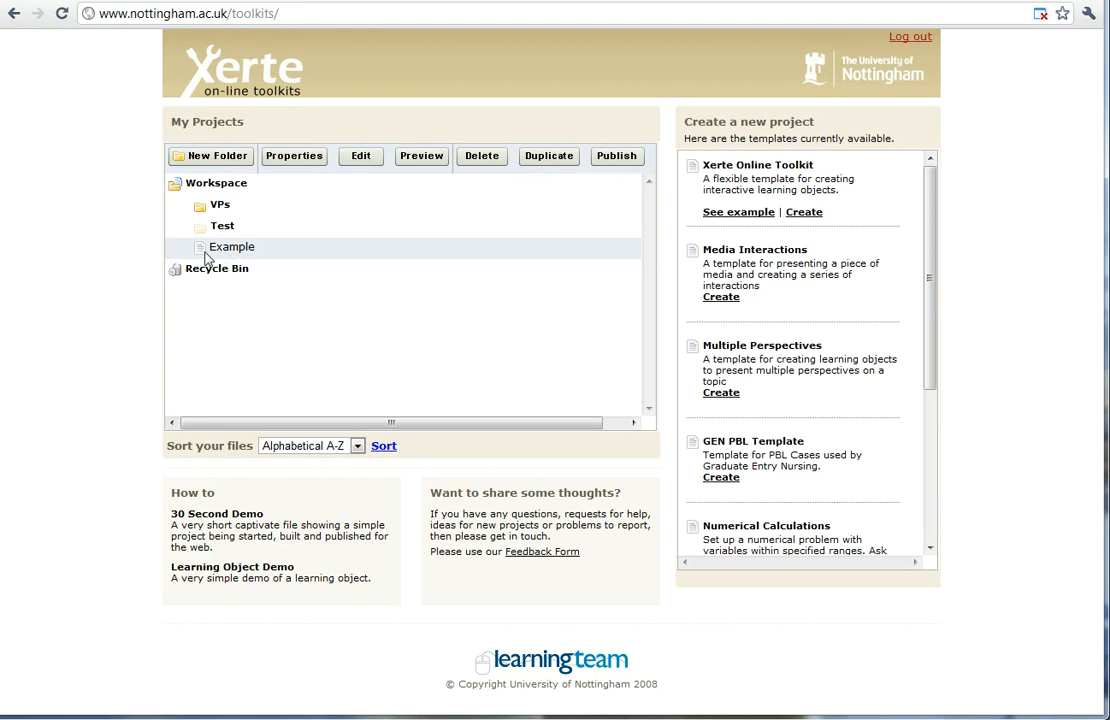 www.nottingham.ac.uk/toolkits/
Log out
Xerte
on-line toolkits
The University of
Nottingham
My Projects
New Folder
Properties
Edit
Preview
Delete
Duplicate
Publish
Workspace
VPs
Test
Example
Recycle Bin
Sort your files
Alphabetical A-Z
Sort
Create a new project
Here are the templates currently available.
Xerte Online Toolkit
A flexible template for creating
interactive learning objects.
See example | Create
Media Interactions
A template for presenting a piece of
media and creating a series of
interactions
Create
Multiple Perspectives
A template for creating learning objects
to present multiple perspectives on a
topic
Create
GEN PBL Template
Template for PBL Cases used by
Graduate Entry Nursing.
Create
Numerical Calculations
Set up a numerical problem with
variables within specified ranges. Ask
How to
30 Second Demo
A very short captivate file showing a simple
project being started, built and published for
the web.
Learning Object Demo
A very simple demo of a learning object.
Want to share some thoughts?
If you have any questions, requests for help,
ideas for new projects or problems to report,
then please get in touch.
Please use our Feedback Form
learningteam
© Copyright University of Nottingham 2008